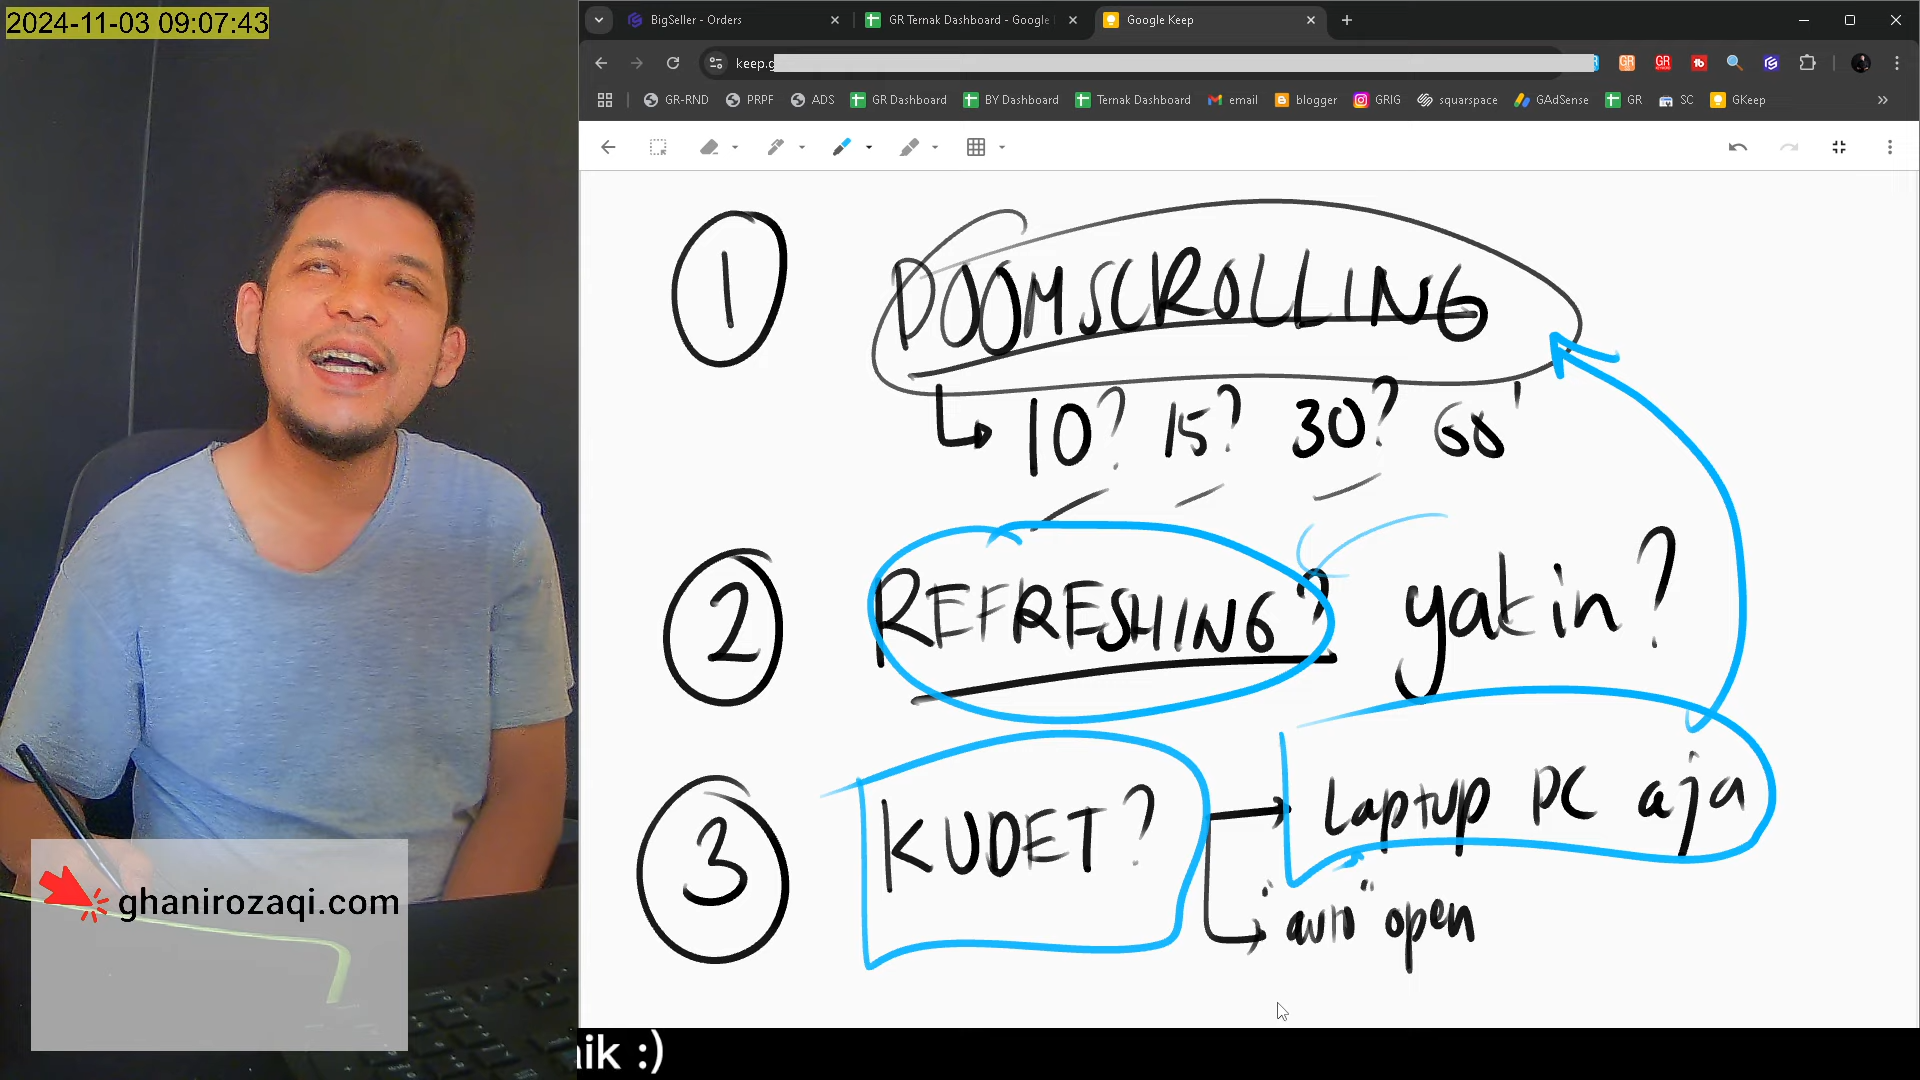 2024-11-03 09:07:43
BigSeller - Orders
GR Ternak Dashboard - Google
Google Keep
keep.g
GR-RND
PRPF
ADS
GR Dashboard
BY Dashboard
Ternak Dashboard
email
blogger
GRIG
squarspace
GAdSense
GR
SC
GKeep
1 DOOMSCROLLING
10? 15? 30? 60'
2 REFRESHING? yakin?
3 KUDET? Laptup PC aja
"auto" open
ghanirozaqi.com
aik :)